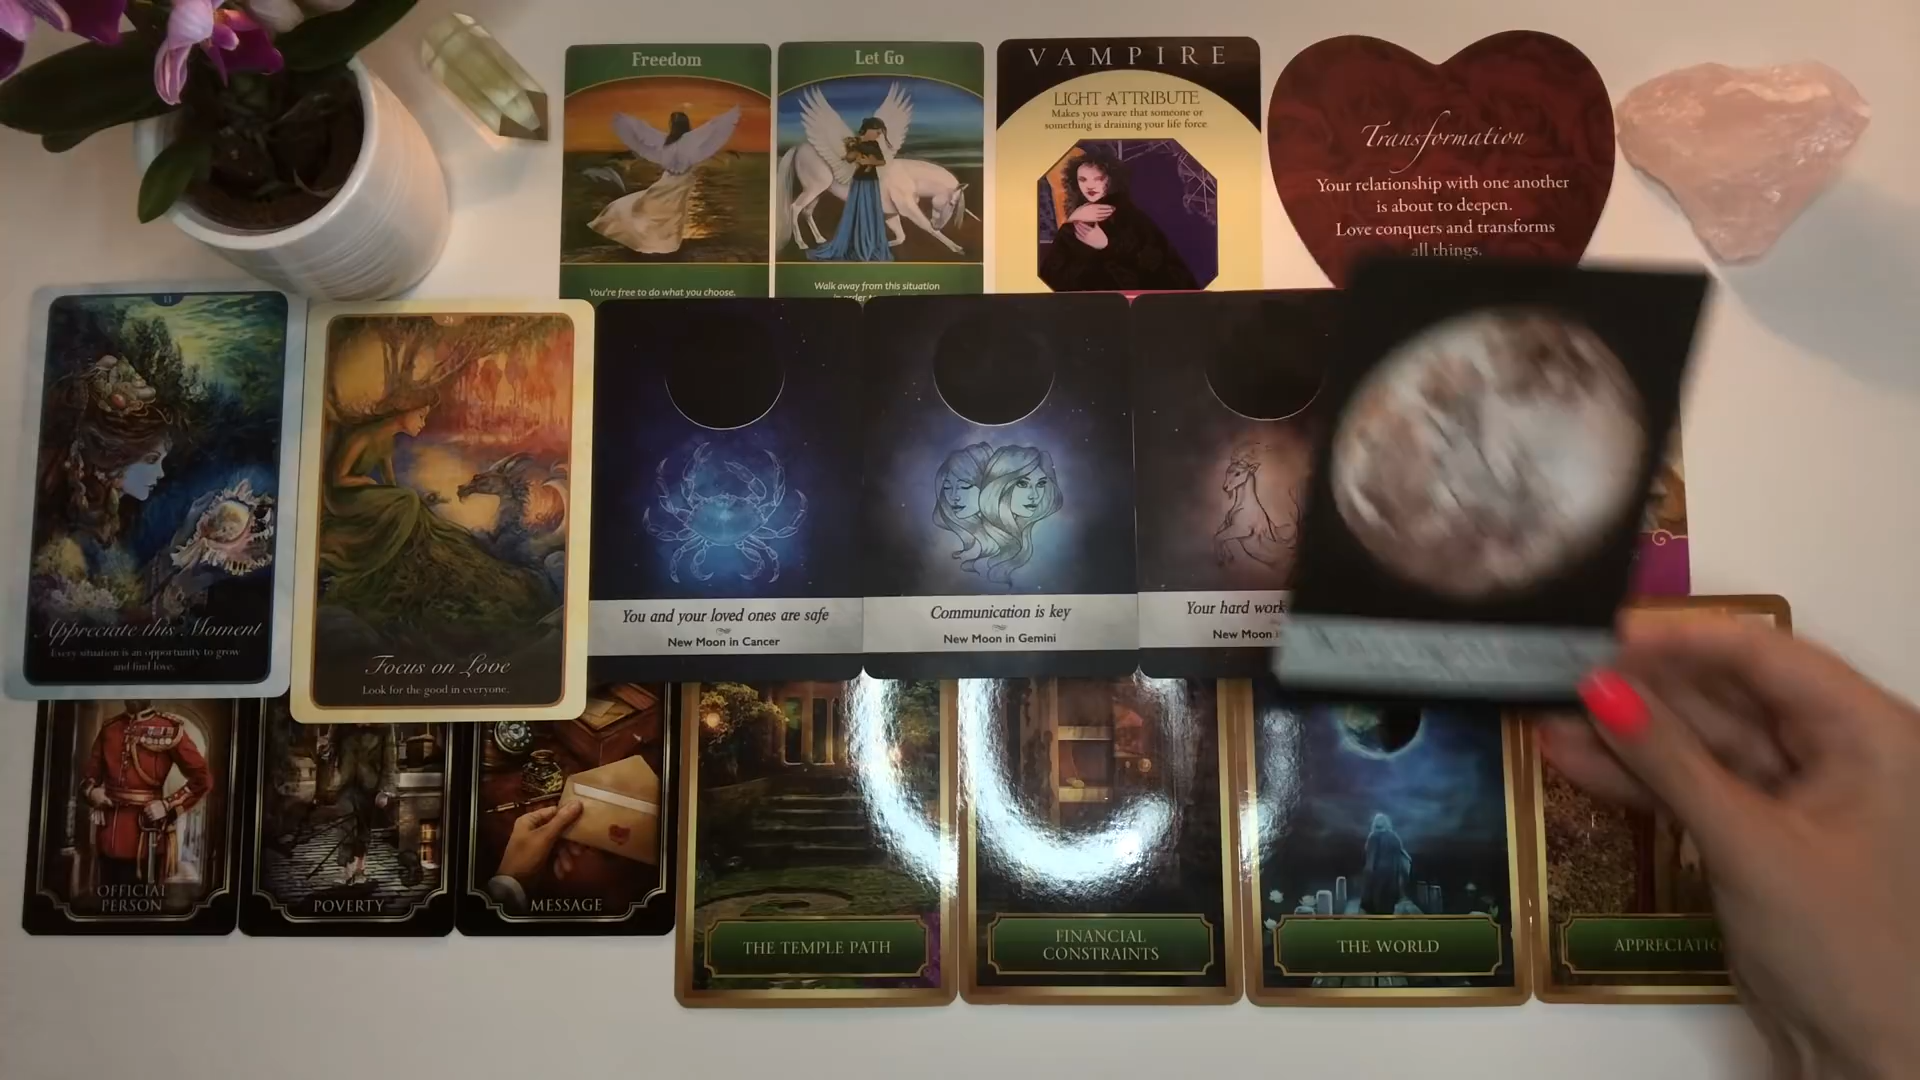 Freedom
You're free to do what you choose.
Let Go
Walk away from this situation
VAMPIRE
LIGHT ATTRIBUTE
Makes you aware that someone or
something is draining your life force.
Transformation
Your relationship with one another
is about to deepen.
Love conquers and transforms
all things.
13
Appreciate this Moment
Every situation is an opportunity to grow
and find love.
Focus on Love
Look for the good in everyone.
You and your loved ones are safe
New Moon in Cancer
Communication is key
New Moon in Gemini
Your hard work
New Moon
OFFICIAL
PERSON
POVERTY
MESSAGE
THE TEMPLE PATH
FINANCIAL
CONSTRAINTS
THE WORLD
APPRECIATIO